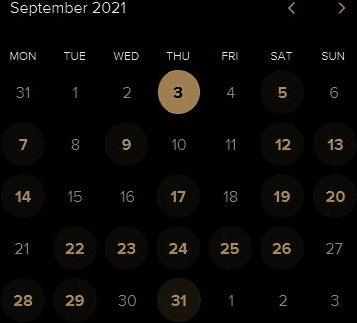 September 2021
MON TUE WED THU FRI SAT SUN
31 1 2 3 4 5 6
7 8 9 10 11 12 13
14 15 16 17 18 19 20
21 22 23 24 25 26 27
28 29 30 31 1 2 3